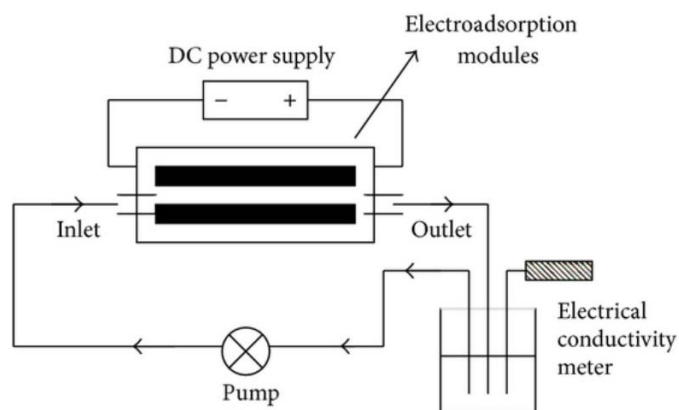 Electroadsorption
modules
DC power supply
− +
Inlet
Outlet
Electrical
conductivity
meter
Pump